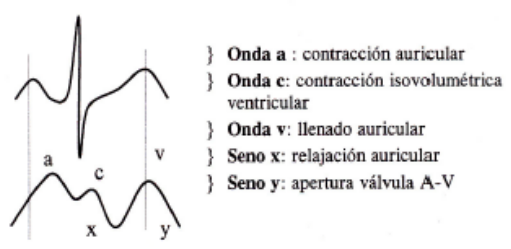 } Onda a : contracción auricular
} Onda c: contracción isovolumétrica
ventricular
} Onda v: llenado auricular
} Seno x: relajación auricular
} Seno y: apertura válvula A-V
a
c
v
x
y